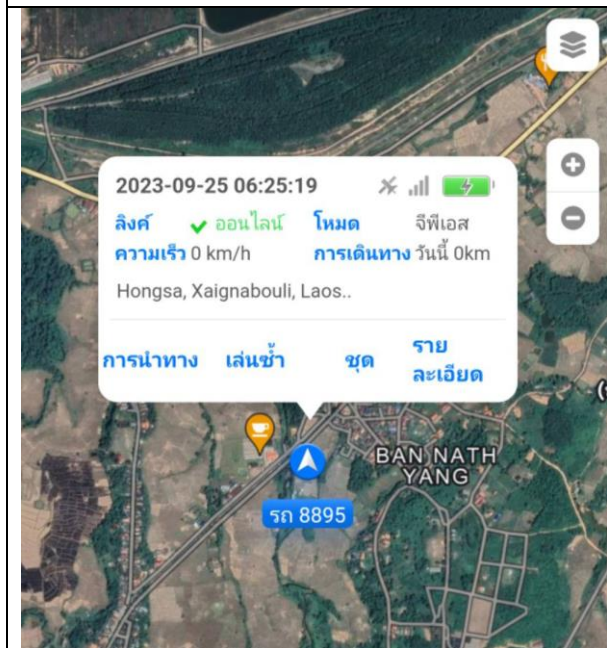 2023-09-25 06:25:19
ลิงค์ ออนไลน์ โหมด จีพีเอส
ความเร็ว 0 km/h การเดินทาง วันนี้ 0km
Hongsa, Xaignabouli, Laos..
การนำทาง เล่นซ้ำ ชุด ราย
ละเอียด
BAN NATH
YANG
รถ 8895